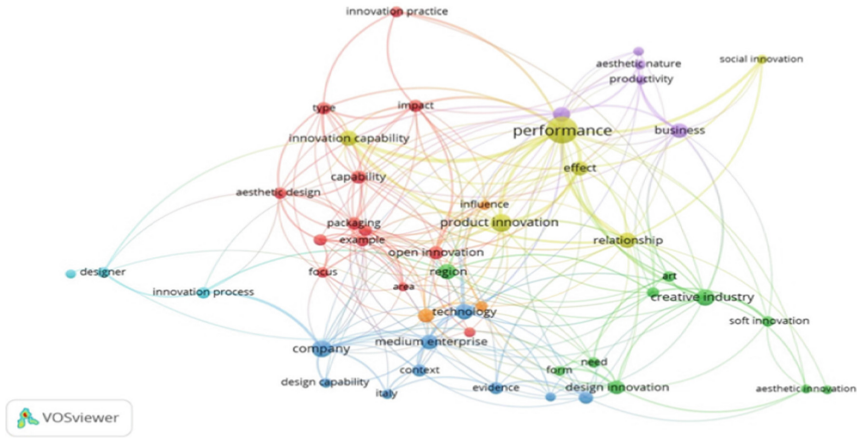 innovation practice
aesthetic nature
social innovation
productivity
type
impact
performance
business
innovation capability
effect
capability
aesthetic design
influence
packaging
product innovation
example
relationship
open innovation
designer
focus
region
art
area
innovation process
creative industry
technology
soft innovation
company
medium enterprise
need
context
form
design capability
evidence
design innovation
aesthetic innovation
italy
VOSviewer